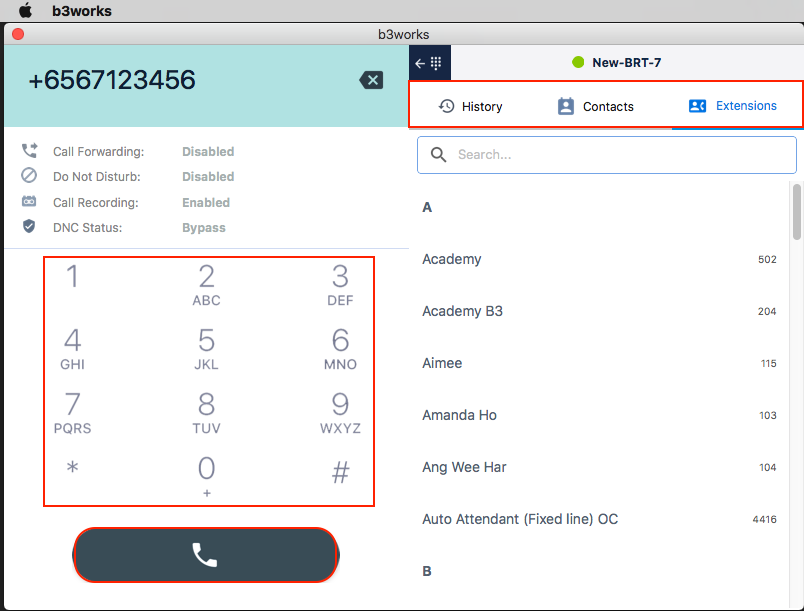 b3works
b3works
+6567123456
New-BRT-7
History Contacts Extensions
Search...
Call Forwarding: Disabled
Do Not Disturb: Disabled
Call Recording: Enabled
DNC Status: Bypass
1 2 3
ABC DEF
4 5 6
GHI JKL MNO
7 8 9
PQRS TUV WXYZ
* 0 #
+
A
Academy 502
Academy B3 204
Aimee 115
Amanda Ho 103
Ang Wee Har 104
Auto Attendant (Fixed line) OC 4416
B